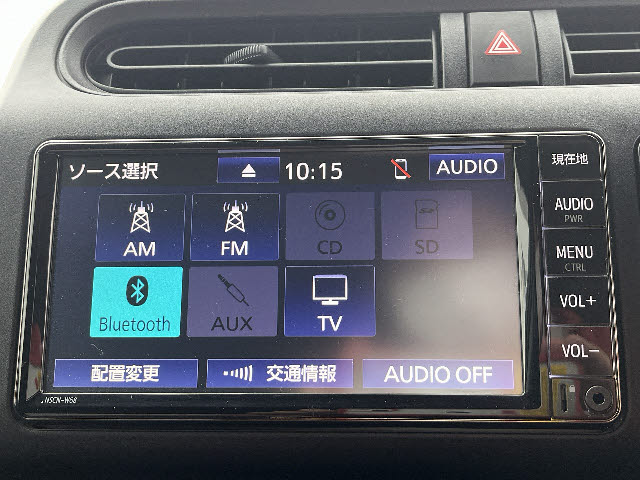 ソース選択 10:15 AUDIO
AM FM CD SD
Bluetooth AUX TV
配置変更 交通情報 AUDIO OFF
NSCN-W68
現在地
AUDIO
PWR
MENU
CTRL
VOL+
VOL-